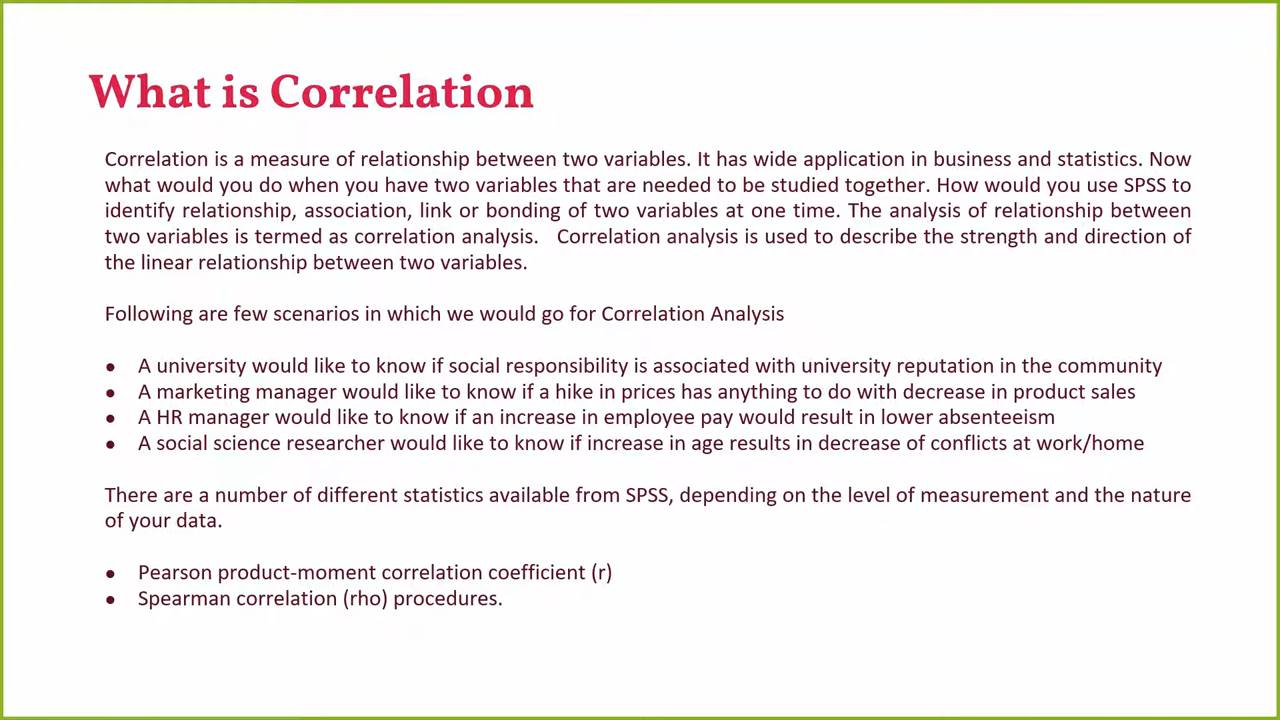 What is Correlation
Correlation is a measure of relationship between two variables. It has wide application in business and statistics. Now
what would you do when you have two variables that are needed to be studied together. How would you use SPSS to
identify relationship, association, link or bonding of two variables at one time. The analysis of relationship between
two variables is termed as correlation analysis.   Correlation analysis is used to describe the strength and direction of
the linear relationship between two variables.
Following are few scenarios in which we would go for Correlation Analysis
● A university would like to know if social responsibility is associated with university reputation in the community
● A marketing manager would like to know if a hike in prices has anything to do with decrease in product sales
● A HR manager would like to know if an increase in employee pay would result in lower absenteeism
● A social science researcher would like to know if increase in age results in decrease of conflicts at work/home
There are a number of different statistics available from SPSS, depending on the level of measurement and the nature
of your data.
● Pearson product-moment correlation coefficient (r)
● Spearman correlation (rho) procedures.